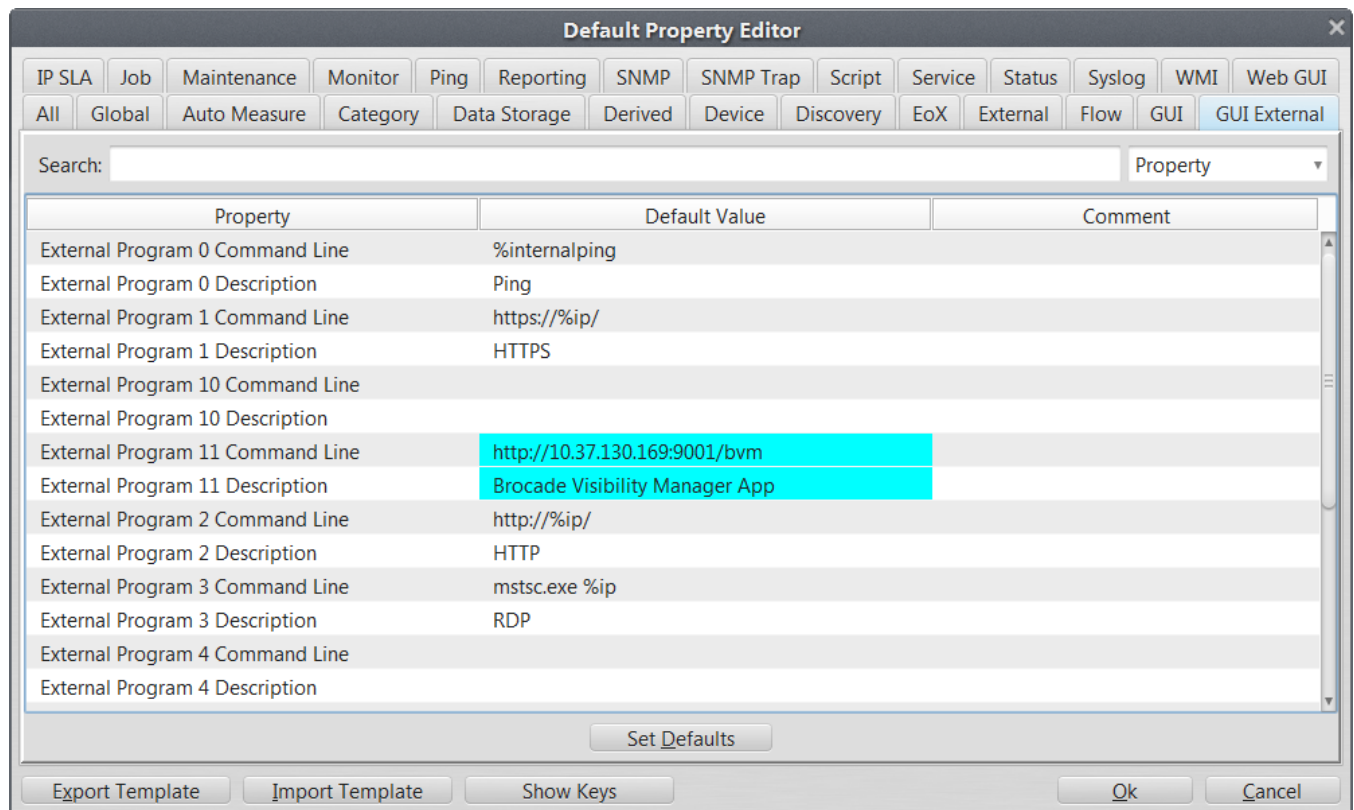 Default Property Editor
IP SLA Job Maintenance Monitor Ping Reporting SNMP SNMP Trap Script Service Status Syslog WMI Web GUI
All Global Auto Measure Category Data Storage Derived Device Discovery EoX External Flow GUI GUI External
Search: Property
Property Default Value Comment
External Program 0 Command Line %internalping
External Program 0 Description Ping
External Program 1 Command Line https://%ip/
External Program 1 Description HTTPS
External Program 10 Command Line
External Program 10 Description
External Program 11 Command Line http://10.37.130.169:9001/bvm
External Program 11 Description Brocade Visibility Manager App
External Program 2 Command Line http://%ip/
External Program 2 Description HTTP
External Program 3 Command Line mstsc.exe %ip
External Program 3 Description RDP
External Program 4 Command Line
External Program 4 Description
Set Defaults
Export Template Import Template Show Keys Ok Cancel